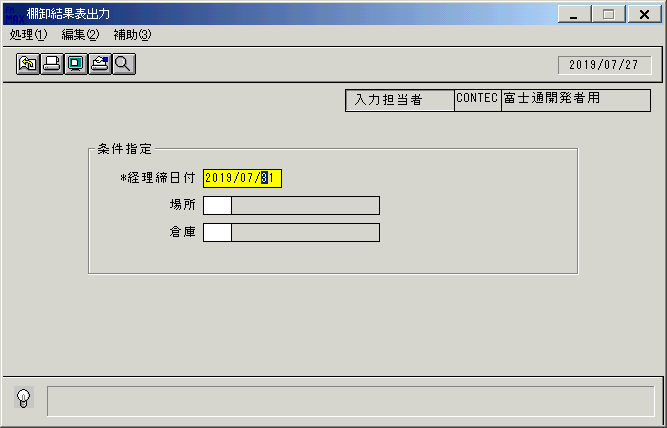 棚卸結果表出力
処理(1) 編集(2) 補助(3)
2019/07/27
入力担当者 CONTEC 富士通開発者用
条件指定
*経理締日付 2019/07/31
場所
倉庫